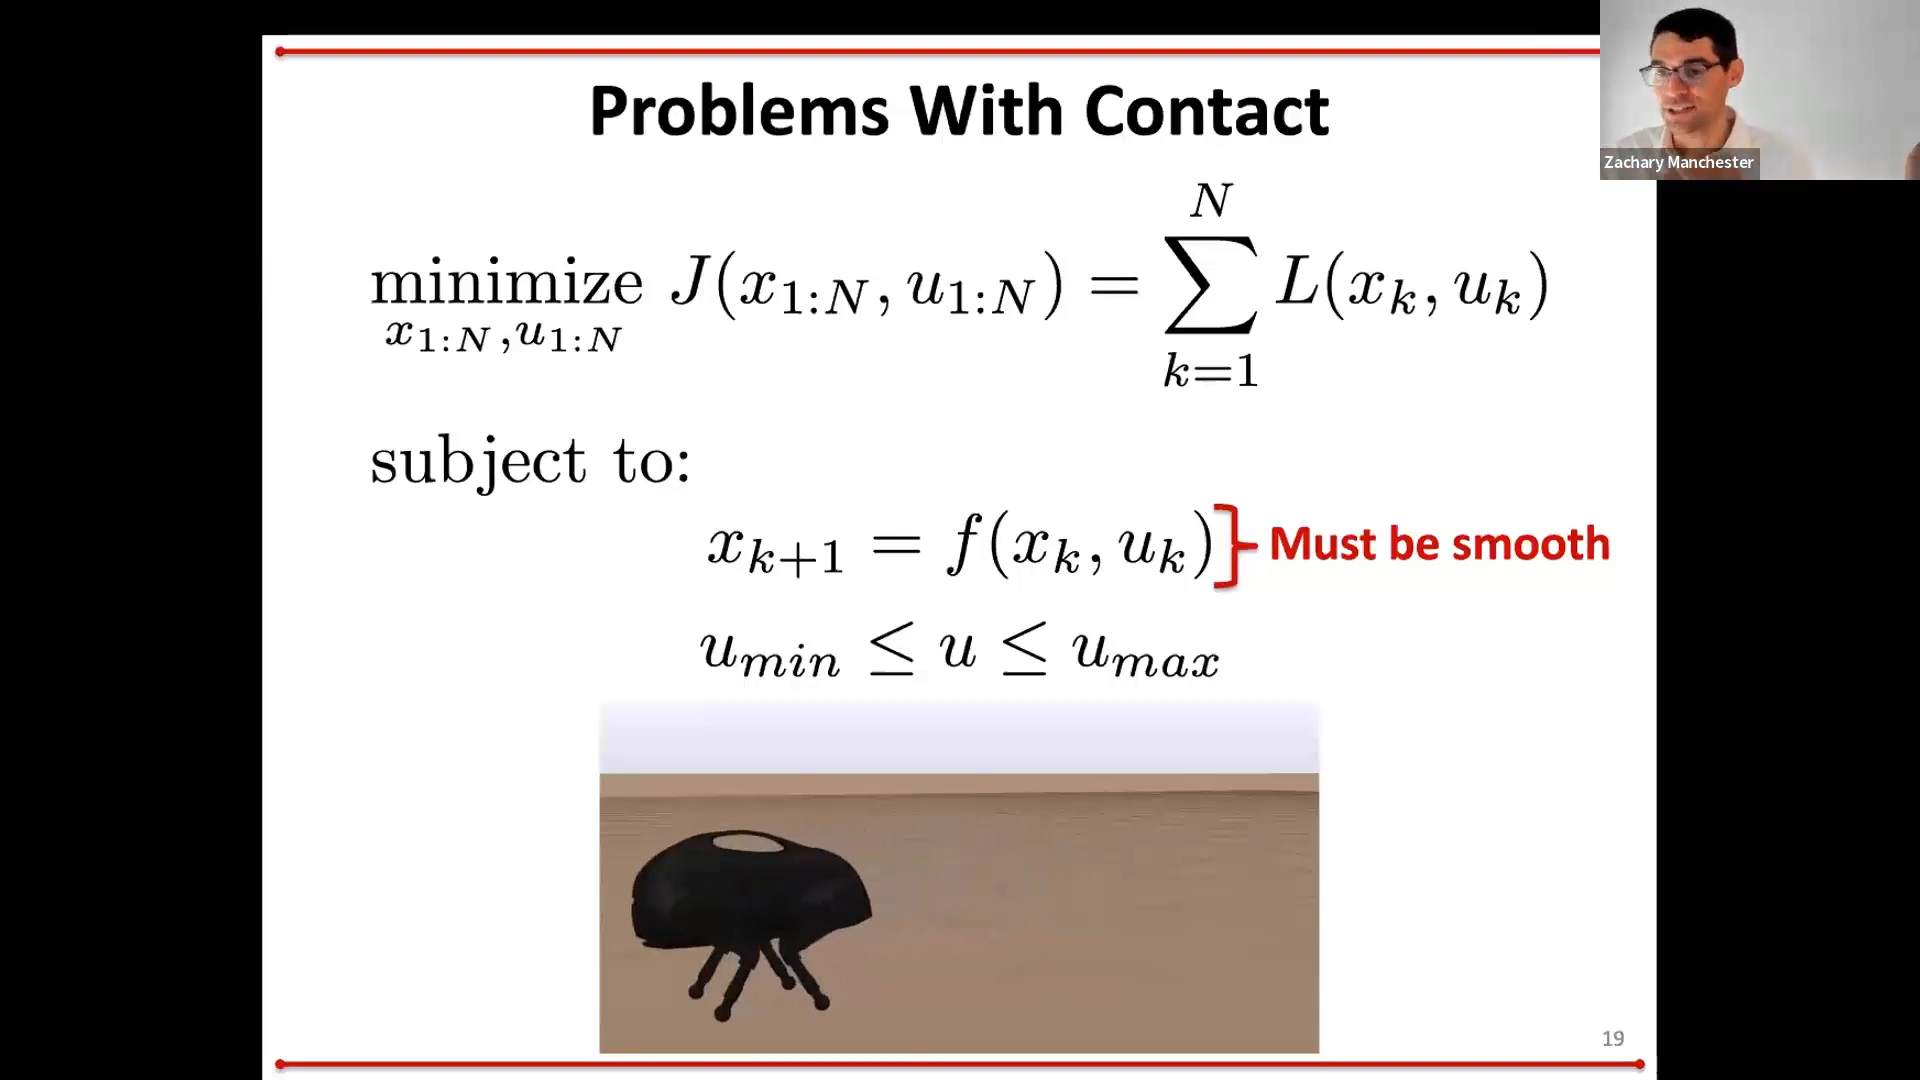 Problems With Contact
Zachary Manchester
minimize J(x_{1:N}, u_{1:N}) = \sum_{k=1}^{N} L(x_k, u_k)
x_{1:N}, u_{1:N}
subject to:
x_{k+1} = f(x_k, u_k) } Must be smooth
u_{min} ≤ u ≤ u_{max}
19